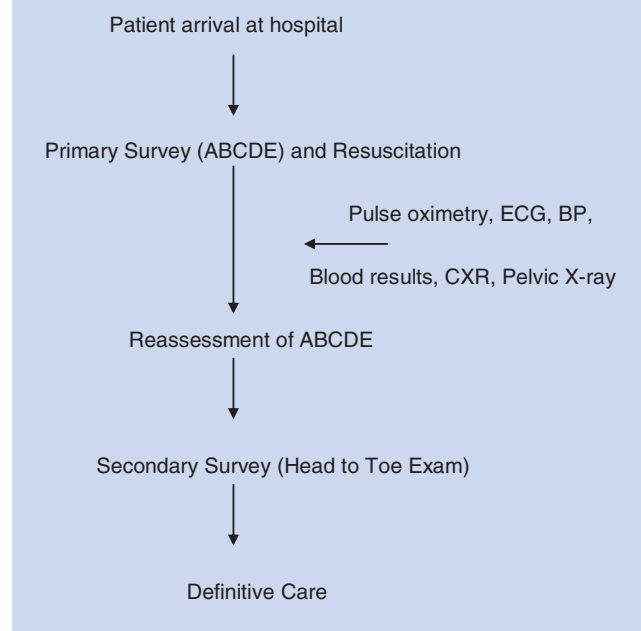 Patient arrival at hospital
Primary Survey (ABCDE) and Resuscitation
Pulse oximetry, ECG, BP,
Blood results, CXR, Pelvic X-ray
Reassessment of ABCDE
Secondary Survey (Head to Toe Exam)
Definitive Care